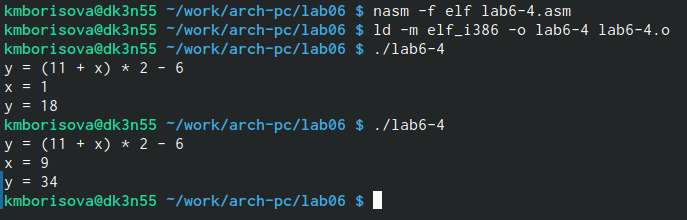 kmborisova@dk3n55 ~/work/arch-pc/lab06 $ nasm -f elf lab6-4.asm
kmborisova@dk3n55 ~/work/arch-pc/lab06 $ ld -m elf_i386 -o lab6-4 lab6-4.o
kmborisova@dk3n55 ~/work/arch-pc/lab06 $ ./lab6-4
y = (11 + x) * 2 - 6
x = 1
y = 18
kmborisova@dk3n55 ~/work/arch-pc/lab06 $ ./lab6-4
y = (11 + x) * 2 - 6
x = 9
y = 34
kmborisova@dk3n55 ~/work/arch-pc/lab06 $